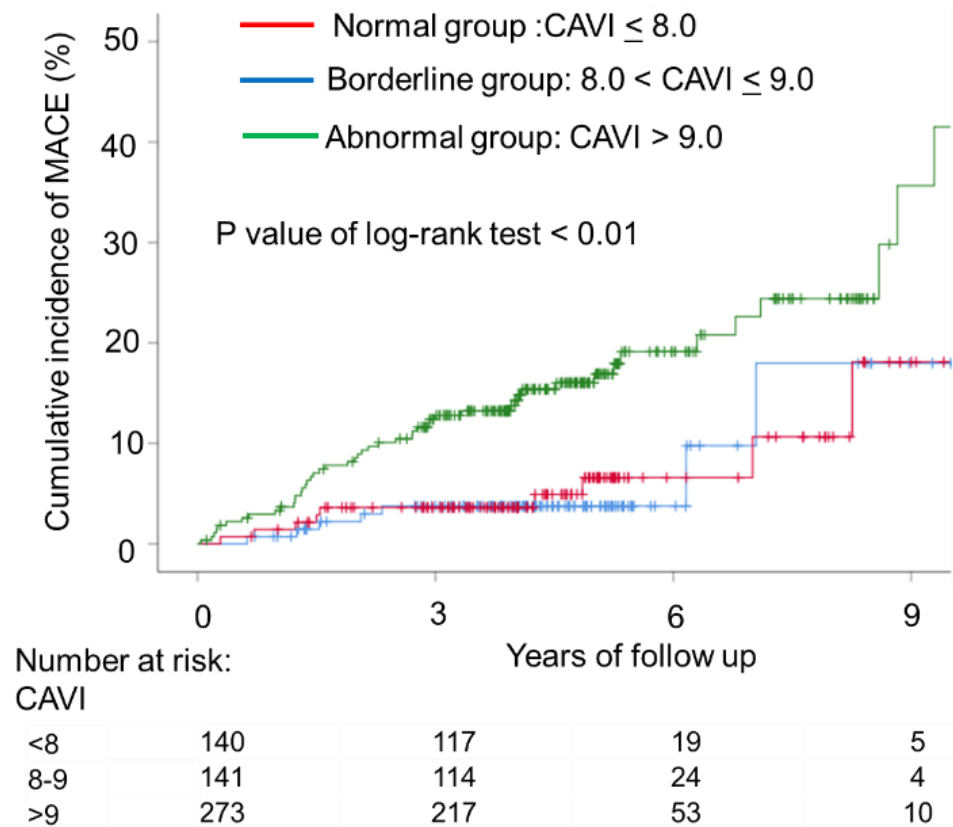 Cumulative incidence of MACE (%)
50
40
30
20
10
0
Normal group :CAVI ≤ 8.0
Borderline group: 8.0 < CAVI ≤ 9.0
Abnormal group: CAVI > 9.0
P value of log-rank test < 0.01
0 3 6 9
Years of follow up
Number at risk:
CAVI
<8 140 117 19 5
8-9 141 114 24 4
>9 273 217 53 10